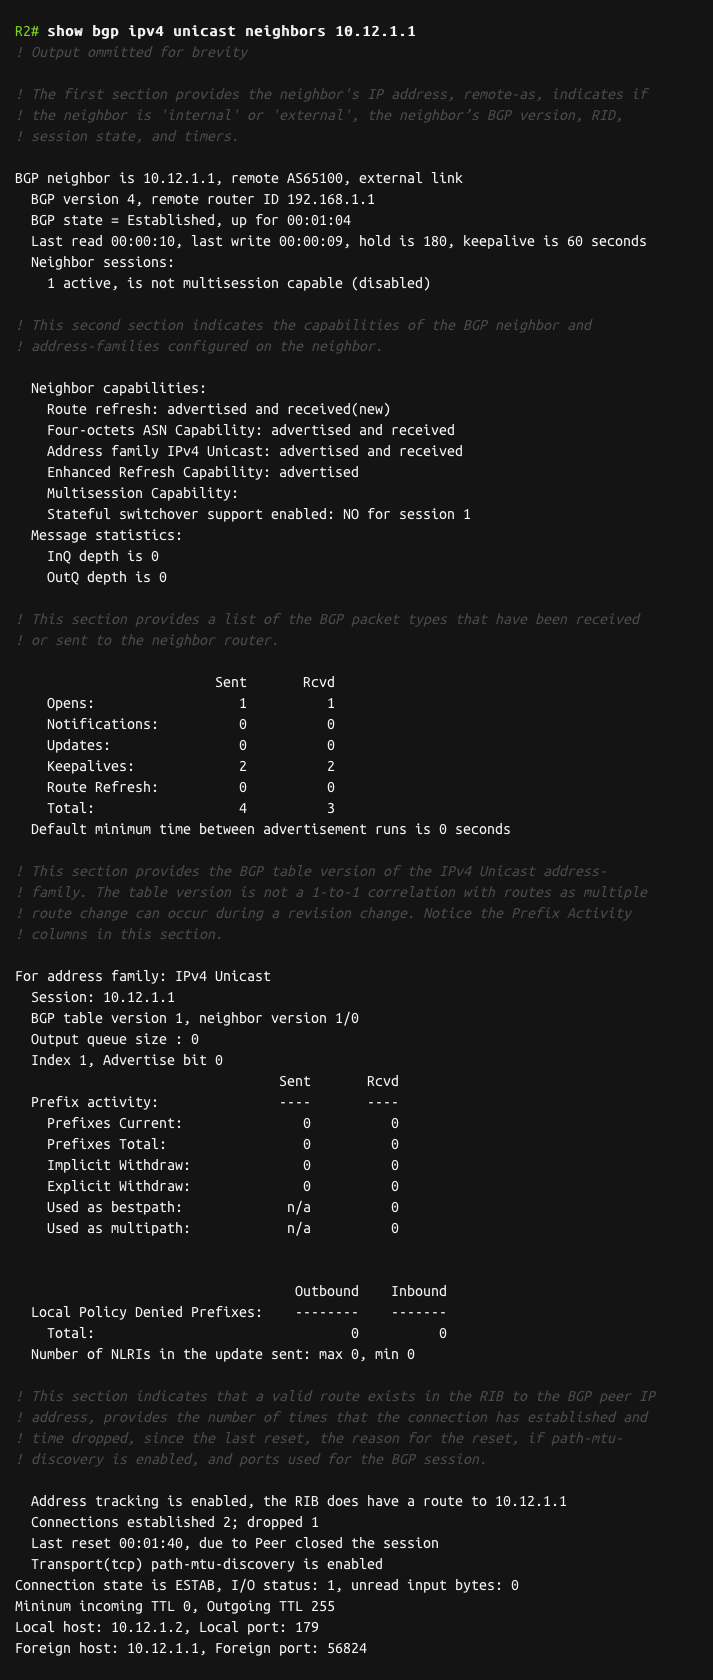 R2# show bgp ipv4 unicast neighbors 10.12.1.1
! Output ommitted for brevity
! The first section provides the neighbor's IP address, remote-as, indicates if
! the neighbor is 'internal' or 'external', the neighbor’s BGP version, RID,
! session state, and timers.
BGP neighbor is 10.12.1.1, remote AS65100, external link
BGP version 4, remote router ID 192.168.1.1
BGP state = Established, up for 00:01:04
Last read 00:00:10, last write 00:00:09, hold is 180, keepalive is 60 seconds
Neighbor sessions:
1 active, is not multisession capable (disabled)
! This second section indicates the capabilities of the BGP neighbor and
! address-families configured on the neighbor.
Neighbor capabilities:
Route refresh: advertised and received(new)
Four-octets ASN Capability: advertised and received
Address family IPv4 Unicast: advertised and received
Enhanced Refresh Capability: advertised
Multisession Capability:
Stateful switchover support enabled: NO for session 1
Message statistics:
InQ depth is 0
OutQ depth is 0
! This section provides a list of the BGP packet types that have been received
! or sent to the neighbor router.
Sent Rcvd
Opens: 1 1
Notifications: 0 0
Updates: 0 0
Keepalives: 2 2
Route Refresh: 0 0
Total: 4 3
Default minimum time between advertisement runs is 0 seconds
! This section provides the BGP table version of the IPv4 Unicast address-
! family. The table version is not a 1-to-1 correlation with routes as multiple
! route change can occur during a revision change. Notice the Prefix Activity
! columns in this section.
For address family: IPv4 Unicast
Session: 10.12.1.1
BGP table version 1, neighbor version 1/0
Output queue size : 0
Index 1, Advertise bit 0
Sent Rcvd
Prefix activity: ---- ----
Prefixes Current: 0 0
Prefixes Total: 0 0
Implicit Withdraw: 0 0
Explicit Withdraw: 0 0
Used as bestpath: n/a 0
Used as multipath: n/a 0
Outbound Inbound
Local Policy Denied Prefixes: -------- -------
Total: 0 0
Number of NLRIs in the update sent: max 0, min 0
! This section indicates that a valid route exists in the RIB to the BGP peer IP
! address, provides the number of times that the connection has established and
! time dropped, since the last reset, the reason for the reset, if path-mtu-
! discovery is enabled, and ports used for the BGP session.
Address tracking is enabled, the RIB does have a route to 10.12.1.1
Connections established 2; dropped 1
Last reset 00:01:40, due to Peer closed the session
Transport(tcp) path-mtu-discovery is enabled
Connection state is ESTAB, I/O status: 1, unread input bytes: 0
Mininum incoming TTL 0, Outgoing TTL 255
Local host: 10.12.1.2, Local port: 179
Foreign host: 10.12.1.1, Foreign port: 56824